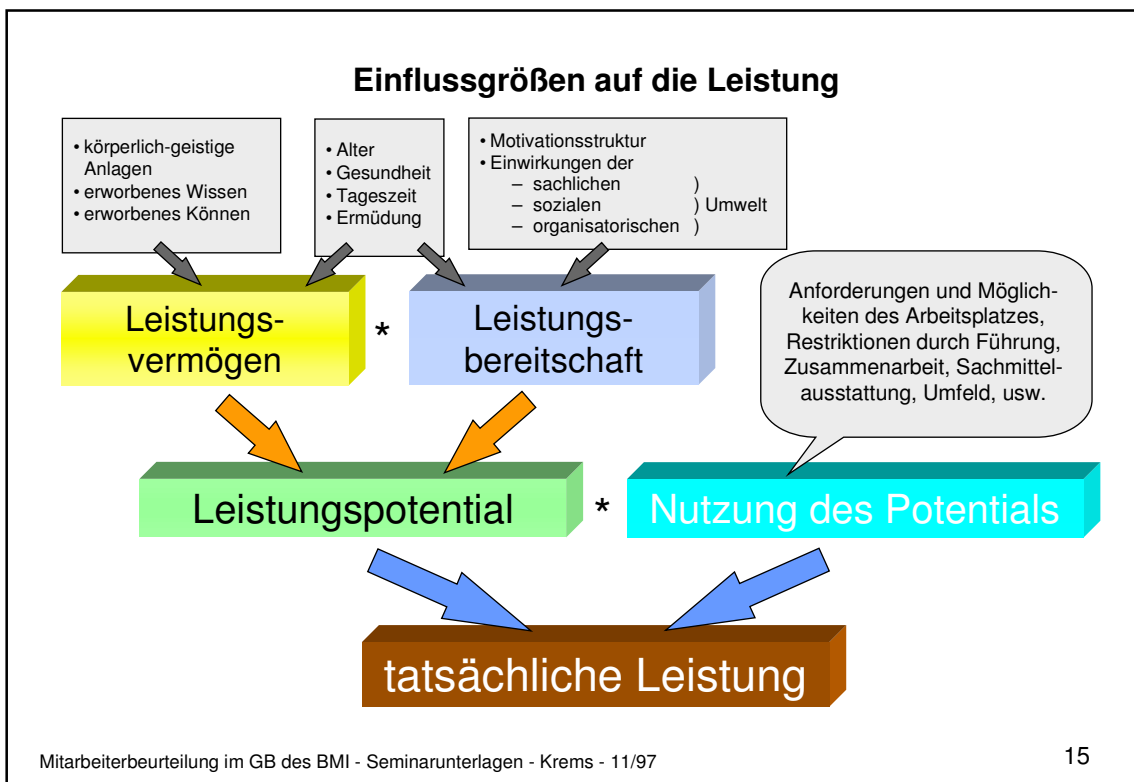 Einflussgrößen auf die Leistung
• körperlich-geistige
Anlagen
• erworbenes Wissen
• erworbenes Können
• Alter
• Gesundheit
• Tageszeit
• Ermüdung
• Motivationsstruktur
• Einwirkungen der
– sachlichen )
– sozialen ) Umwelt
– organisatorischen )
Leistungs-
vermögen
*
Leistungs-
bereitschaft
Anforderungen und Möglich-
keiten des Arbeitsplatzes,
Restriktionen durch Führung,
Zusammenarbeit, Sachmittel-
ausstattung, Umfeld, usw.
Leistungspotential * Nutzung des Potentials
tatsächliche Leistung
Mitarbeiterbeurteilung im GB des BMI - Seminarunterlagen - Krems - 11/97 15